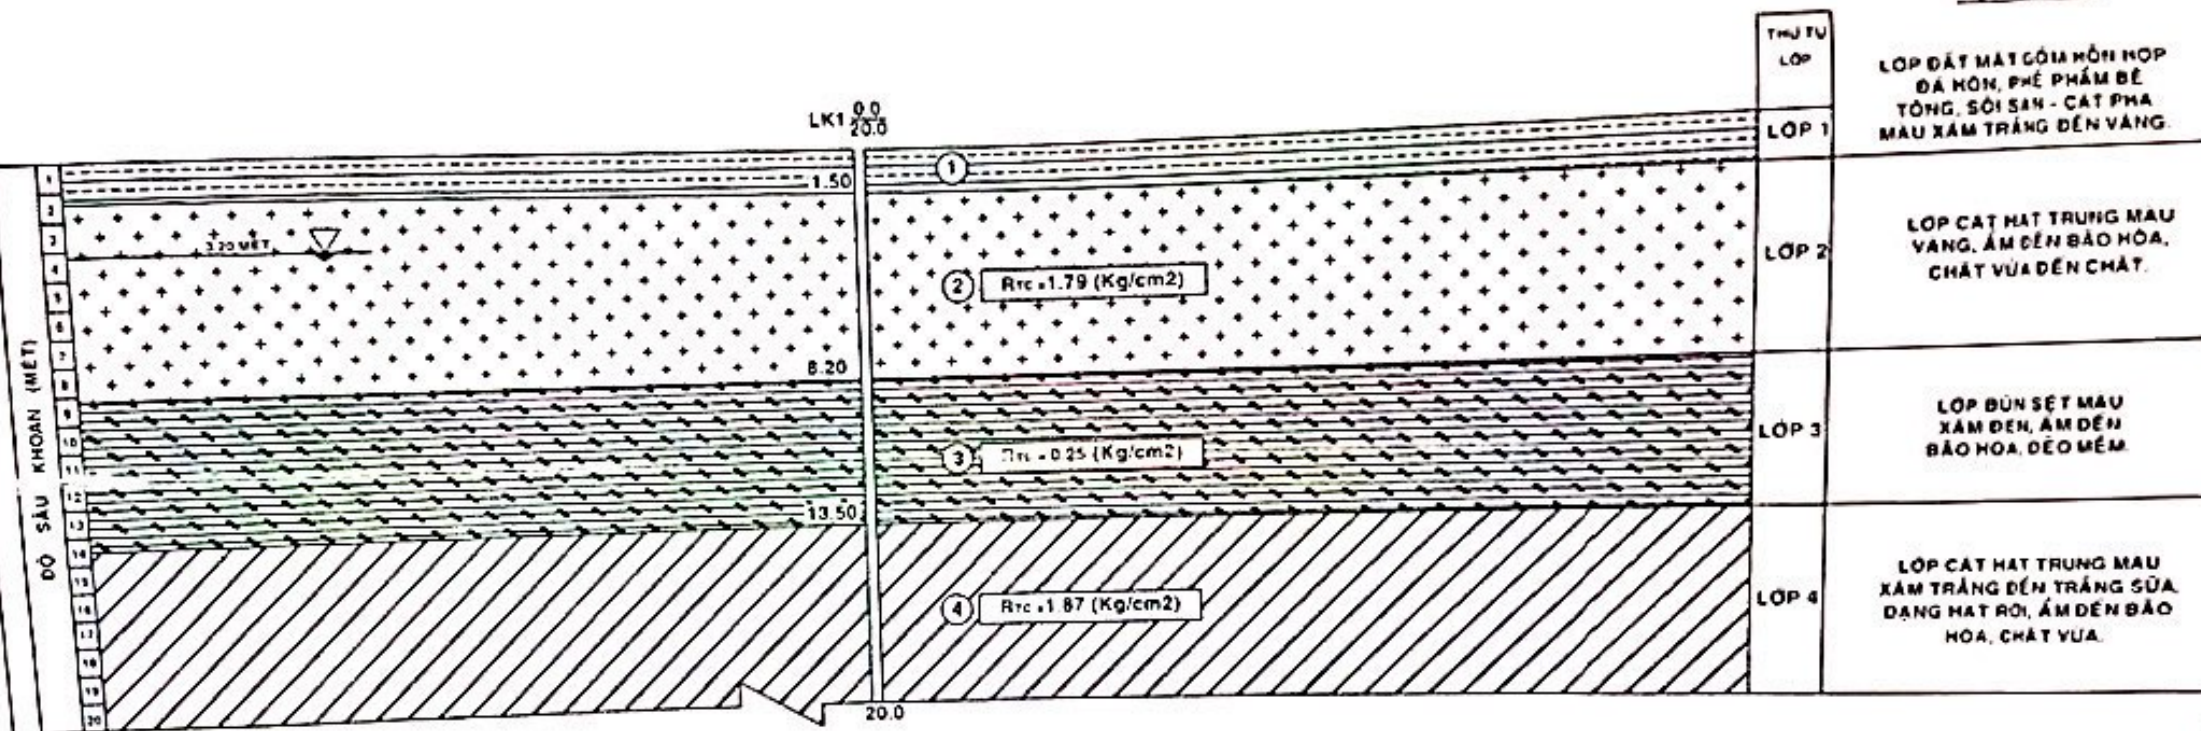 THỨ TỰ
LỚP
LỚP ĐẤT MẶT GỒM HỖN HỢP
ĐÁ HÒN, PHẾ PHẨM BÊ
TÔNG, SỎI SẠN - CÁT PHA
MÀU XÁM TRẮNG ĐẾN VÀNG.
LK1 0.0
20.0
LỚP 1
1
1.50
LỚP CÁT HẠT TRUNG MÀU
VÀNG, ẨM ĐẾN BÃO HÒA,
CHẶT VỪA ĐẾN CHẶT.
3.20 MÉT
LỚP 2
2 RTC =1.79 (Kg/cm2)
8.20
LỚP BÙN SÉT MÀU
XÁM ĐEN, ẨM ĐẾN
BÃO HÒA, DẺO MỀM.
LỚP 3
3 RTC =0.25 (Kg/cm2)
13.50
LỚP CÁT HẠT TRUNG MÀU
XÁM TRẮNG ĐẾN TRẮNG SỮA,
DẠNG HẠT RỜI, ẨM ĐẾN BÃO
HÒA, CHẶT VỪA.
LỚP 4
4 RTC =1.87 (Kg/cm2)
20.0
ĐỘ SÂU KHOAN (MÉT)
1
2
3
4
5
6
7
8
9
10
11
12
13
14
15
16
17
18
19
20